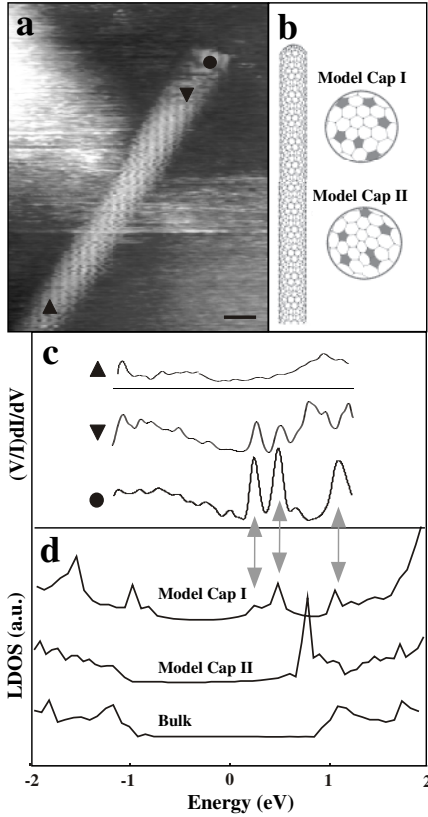 a
b
Model Cap I
Model Cap II
c
(V/I)dI/dV
d
LDOS (a.u.)
Model Cap I
Model Cap II
Bulk
-2 -1 0 1 2
Energy (eV)